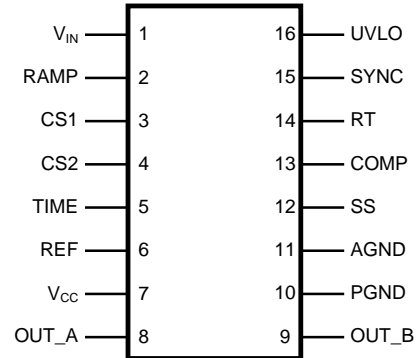 V_IN 1 16 UVLO
RAMP 2 15 SYNC
CS1 3 14 RT
CS2 4 13 COMP
TIME 5 12 SS
REF 6 11 AGND
V_CC 7 10 PGND
OUT_A 8 9 OUT_B